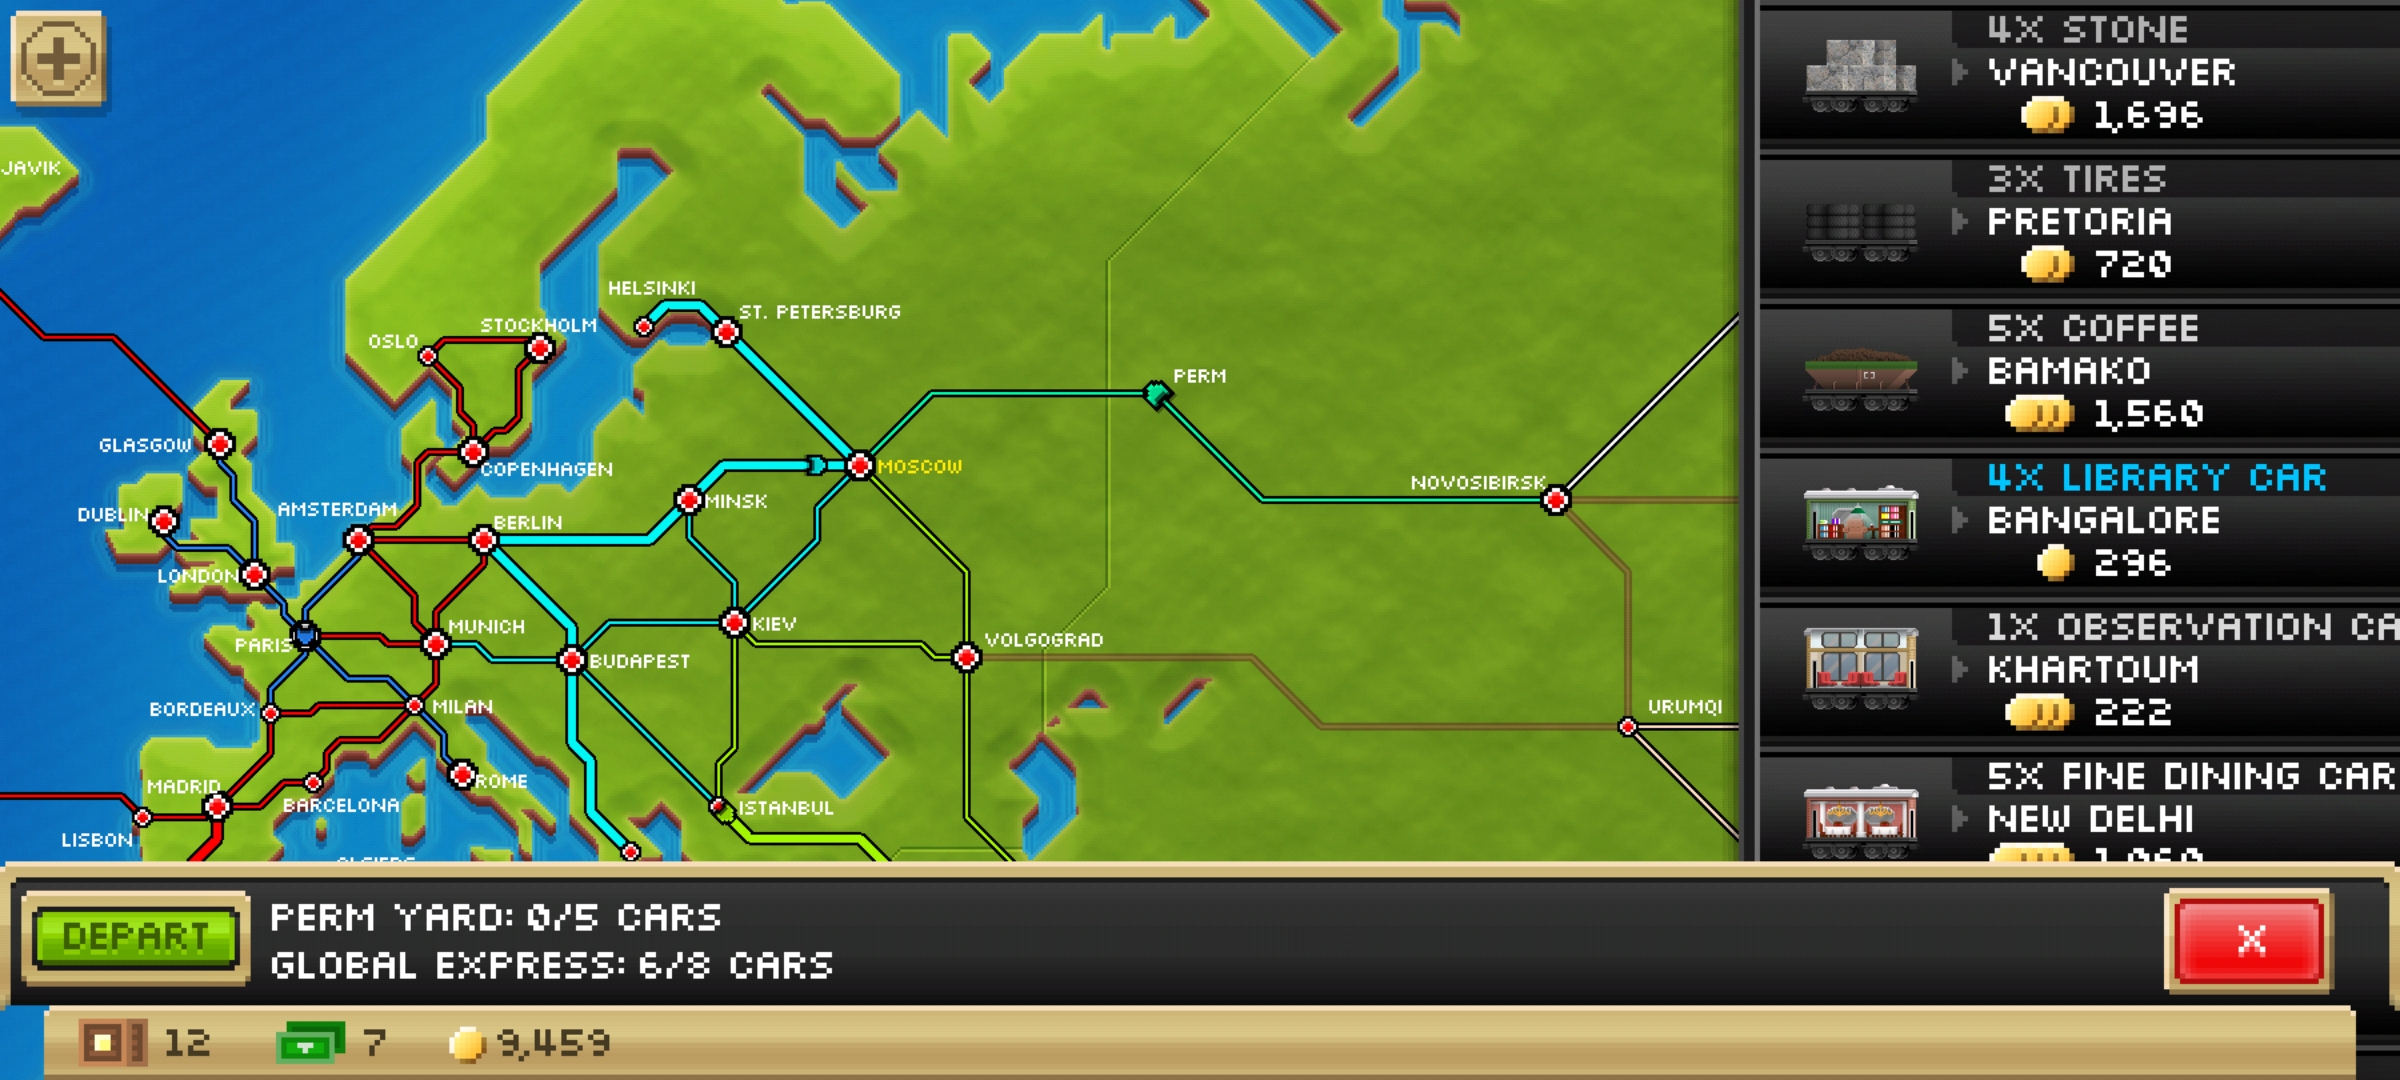 JAVIK
HELSINKI
ST. PETERSBURG
OSLO
STOCKHOLM
PERM
GLASGOW
COPENHAGEN
MOSCOW
NOVOSIBIRSK
DUBLIN
AMSTERDAM
BERLIN
MINSK
LONDON
PARIS
MUNICH
KIEV
VOLGOGRAD
BUDAPEST
BORDEAUX
MILAN
URUMQI
MADRID
ROME
BARCELONA
ISTANBUL
LISBON
4X STONE
VANCOUVER
1,696
3X TIRES
PRETORIA
720
5X COFFEE
BAMAKO
1,560
4X LIBRARY CAR
BANGALORE
296
1X OBSERVATION CA
KHARTOUM
222
5X FINE DINING CAR
NEW DELHI
DEPART
PERM YARD: 0/5 CARS
GLOBAL EXPRESS: 6/8 CARS
X
12
7
9,459